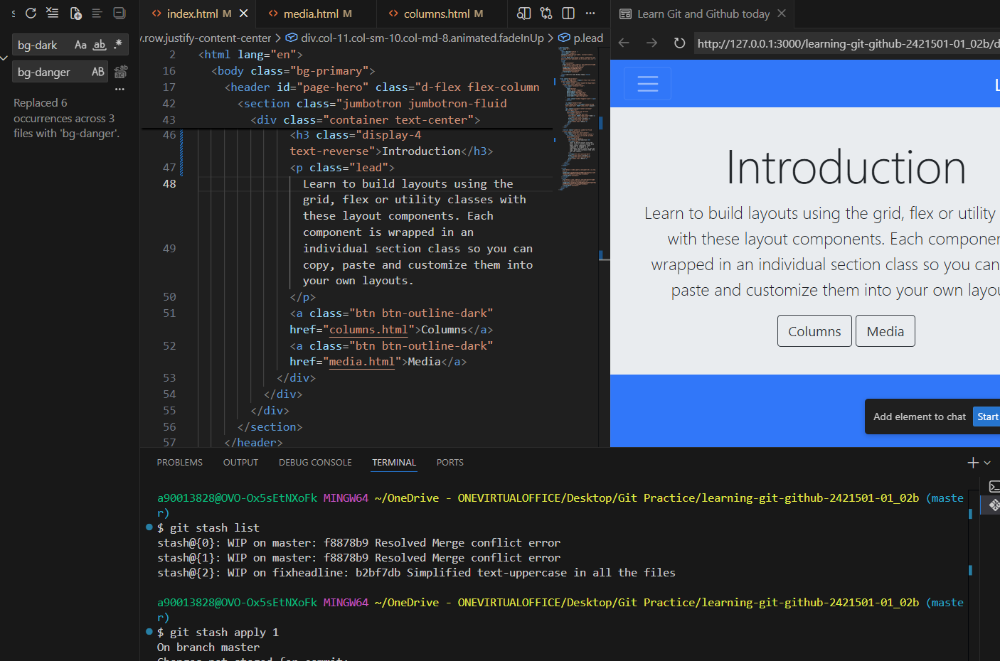 index.html M
media.html M
columns.html M
Learn Git and Github today
bg-dark
Aa ab .*
bg-danger
AB
Replaced 6
occurrences across 3
files with 'bg-danger'.
.row.justify-content-center > div.col-11.col-sm-10.col-md-8.animated.fadeInUp > p.lead
http://127.0.0.1:3000/learning-git-github-2421501-01_02b/d
2 <html lang="en">
16 <body class="bg-primary">
17 <header id="page-hero" class="d-flex flex-column
42 <section class="jumbotron jumbotron-fluid
43 <div class="container text-center">
46 <h3 class="display-4
text-reverse">Introduction</h3>
47 <p class="lead">
48 Learn to build layouts using the
grid, flex or utility classes with
these layout components. Each
component is wrapped in an
49 individual section class so you can
copy, paste and customize them into
your own layouts.
50 </p>
51 <a class="btn btn-outline-dark"
href="columns.html">Columns</a>
52 <a class="btn btn-outline-dark"
href="media.html">Media</a>
53 </div>
54 </div>
55 </div>
56 </section>
57 </header>
Introduction
Learn to build layouts using the grid, flex or utility
with these layout components. Each componen
wrapped in an individual section class so you can
paste and customize them into your own layou
Columns
Media
Add element to chat
Start
PROBLEMS
OUTPUT
DEBUG CONSOLE
TERMINAL
PORTS
a90013828@OVO-Ox5sEtNXoFk MINGW64 ~/OneDrive - ONEVIRTUALOFFICE/Desktop/Git Practice/learning-git-github-2421501-01_02b (maste
r)
$ git stash list
stash@{0}: WIP on master: f8878b9 Resolved Merge conflict error
stash@{1}: WIP on master: f8878b9 Resolved Merge conflict error
stash@{2}: WIP on fixheadline: b2bf7db Simplified text-uppercase in all the files
a90013828@OVO-Ox5sEtNXoFk MINGW64 ~/OneDrive - ONEVIRTUALOFFICE/Desktop/Git Practice/learning-git-github-2421501-01_02b (maste
r)
$ git stash apply 1
On branch master
Changes not staged for commit: